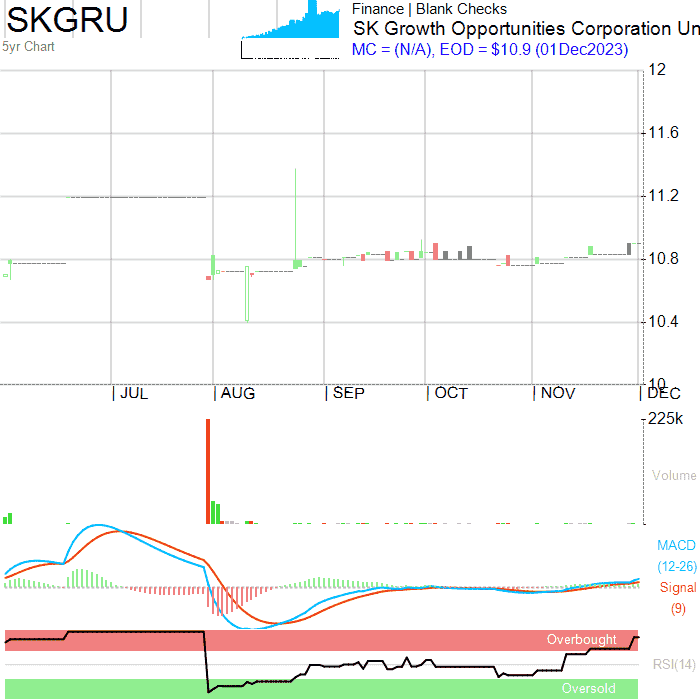 SKGRU
5yr Chart
Finance | Blank Checks
SK Growth Opportunities Corporation Un
MC = (N/A), EOD = $10.9 (01Dec2023)
12
11.6
11.2
10.8
10.4
10
JUL AUG SEP OCT NOV DEC
225k
Volume
MACD
(12-26)
Signal
(9)
Overbought
RSI(14)
Oversold